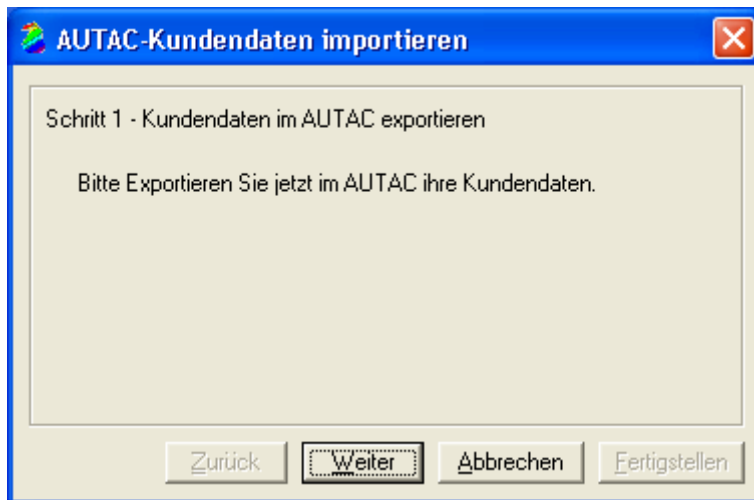 AUTAC-Kundendaten importieren
Schritt 1 - Kundendaten im AUTAC exportieren
Bitte Exportieren Sie jetzt im AUTAC ihre Kundendaten.
Zurück Weiter Abbrechen Fertigstellen